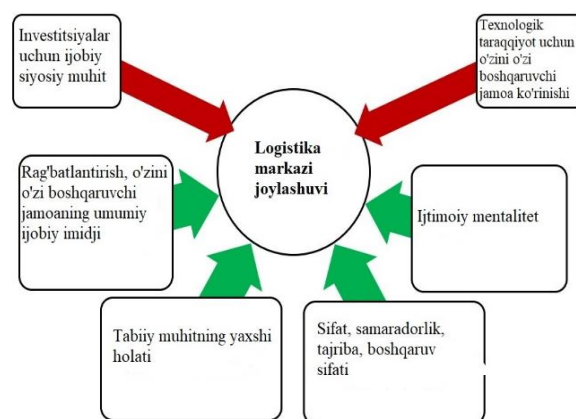 Investitsiyalar
uchun ijobiy
siyosiy muhit
Texnologik
taraqqiyot uchun
o'zini o'zi
boshqaruvchi
jamoa ko'rinishi
Logistika
markazi
joylashuvi
Rag'batlantirish, o'zini
o'zi boshqaruvchi
jamoaning umumiy
ijobiy imidji
Ijtimoiy mentalitet
Tabiiy muhitning yaxshi
holati
Sifat, samaradorlik,
tajriba, boshqaruv
sifati